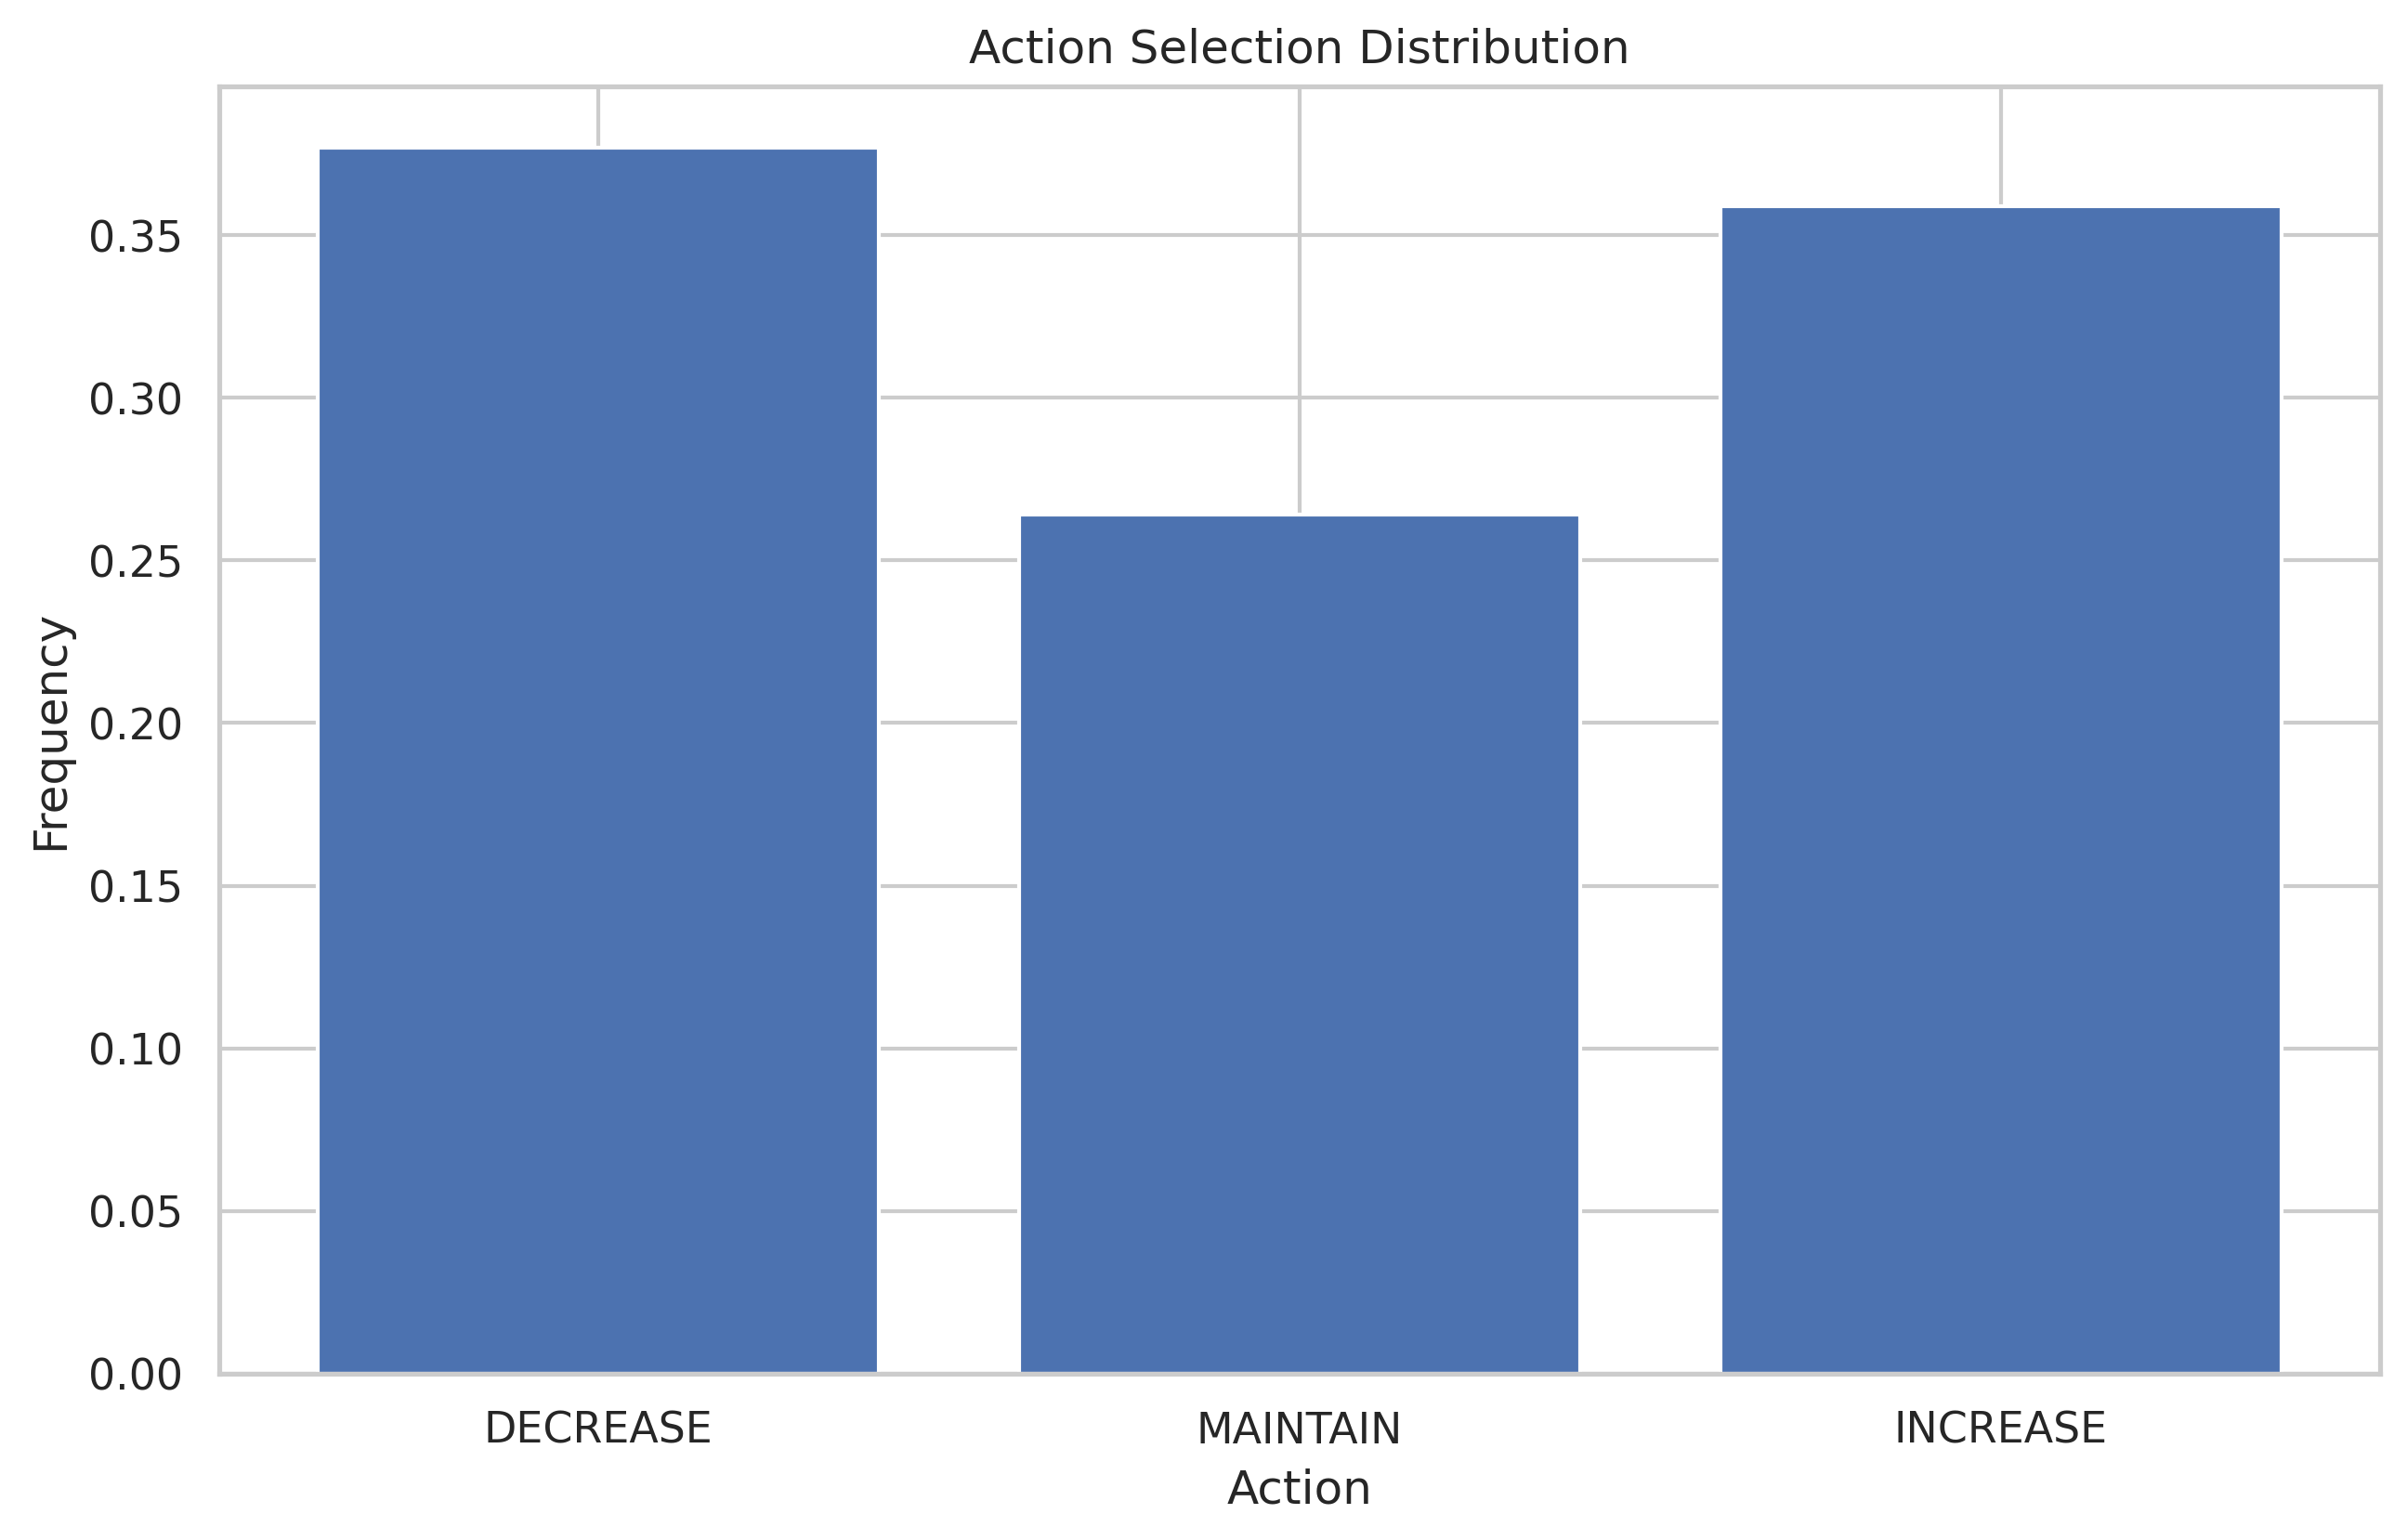 Action Selection Distribution
Frequency
0.35
0.30
0.25
0.20
0.15
0.10
0.05
0.00
DECREASE
MAINTAIN
INCREASE
Action